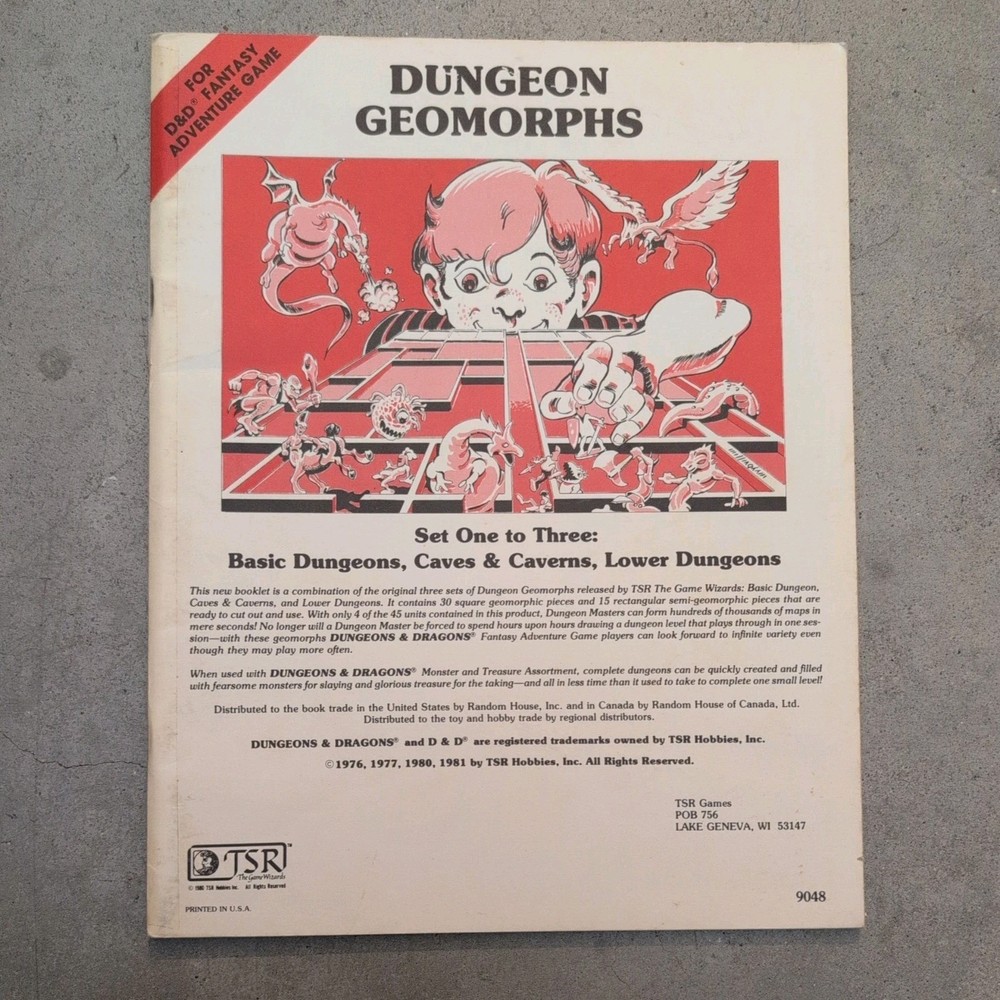 FOR
D&D® FANTASY
ADVENTURE GAME
DUNGEON
GEOMORPHS
Set One to Three:
Basic Dungeons, Caves & Caverns, Lower Dungeons
This new booklet is a combination of the original three sets of Dungeon Geomorphs released by TSR The Game Wizards: Basic Dungeon,
Caves & Caverns, and Lower Dungeons. It contains 30 square geomorphic pieces and 15 rectangular semi-geomorphic pieces that are
ready to cut out and use. With only 4 of the 45 units contained in this product, Dungeon Masters can form hundreds of thousands of maps in
mere seconds! No longer will a Dungeon Master be forced to spend hours upon hours drawing a dungeon level that plays through in one ses-
sion—with these geomorphs DUNGEONS & DRAGONS® Fantasy Adventure Game players can look forward to infinite variety even
though they may play more often.
When used with DUNGEONS & DRAGONS® Monster and Treasure Assortment, complete dungeons can be quickly created and filled
with fearsome monsters for slaying and glorious treasure for the taking—and all in less time than it used to take to complete one small level!
Distributed to the book trade in the United States by Random House, Inc. and in Canada by Random House of Canada, Ltd.
Distributed to the toy and hobby trade by regional distributors.
DUNGEONS & DRAGONS® and D & D® are registered trademarks owned by TSR Hobbies, Inc.
©1976, 1977, 1980, 1981 by TSR Hobbies, Inc. All Rights Reserved.
TSR Games
POB 756
LAKE GENEVA, WI 53147
TSR™
The Game Wizards
© 1980 TSR Hobbies Inc. All Rights Reserved
PRINTED IN U.S.A.
9048